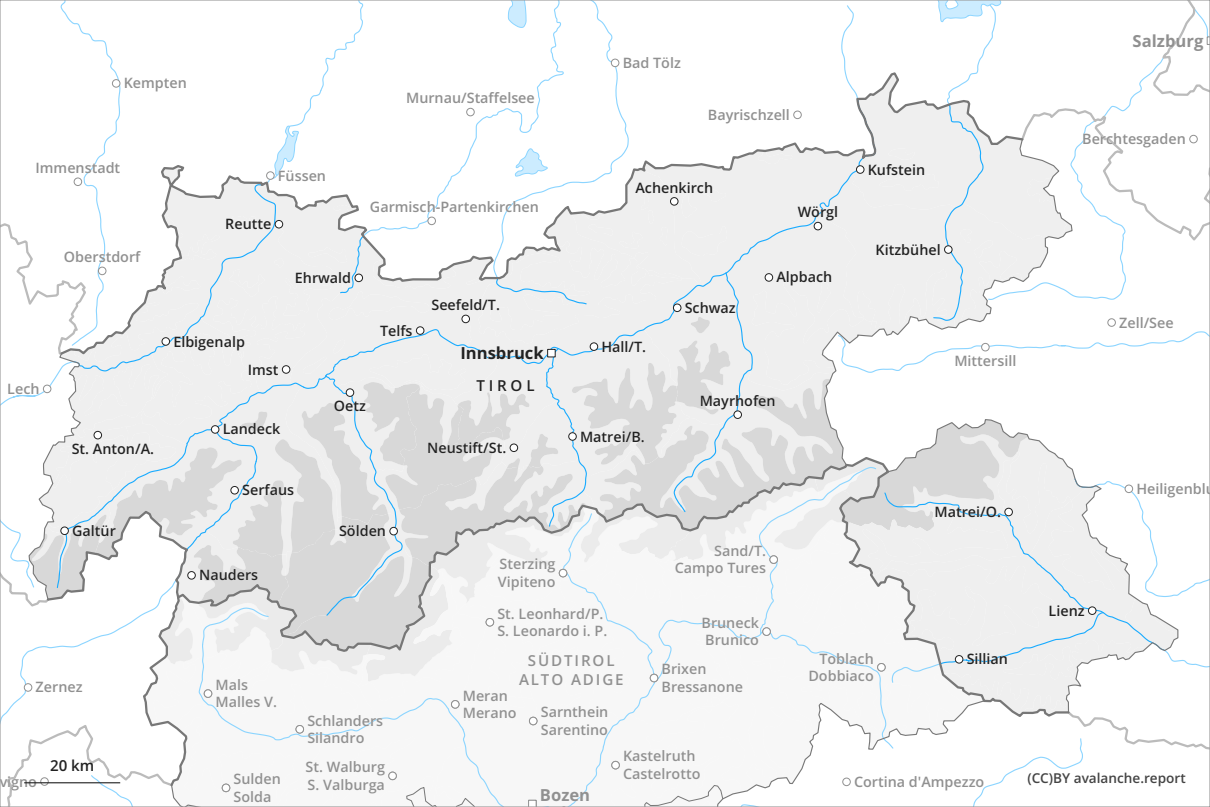 Salzburg
Bad Tölz
Kempten
Murnau/Staffelsee
Bayrischzell
Berchtesgaden
Immenstadt
Füssen
Kufstein
Achenkirch
Garmisch-Partenkirchen
Wörgl
Reutte
Kitzbühel
Oberstdorf
Ehrwald
Alpbach
Seefeld/T.
Schwaz
Zell/See
Telfs
Elbigenalp
Innsbruck
Hall/T.
Mittersill
Imst
TIROL
Lech
Oetz
Mayrhofen
Landeck
Matrei/B.
St. Anton/A.
Neustift/St.
Serfaus
Heiligenblu
Matrei/O.
Galtür
Sölden
Sand/T.
Campo Tures
Sterzing
Vipiteno
Nauders
St. Leonhard/P.
S. Leonardo i. P.
Lienz
Bruneck
Brunico
SÜDTIROL
ALTO ADIGE
Sillian
Toblach
Dobbiaco
Brixen
Bressanone
Zernez
Mals
Malles V.
Meran
Merano
Sarnthein
Sarentino
Schlanders
Silandro
Kastelruth
Castelrotto
20 km
St. Walburg
S. Valburga
vigno
Sulden
Solda
Cortina d'Ampezzo
(CC)BY avalanche.report
Bozen